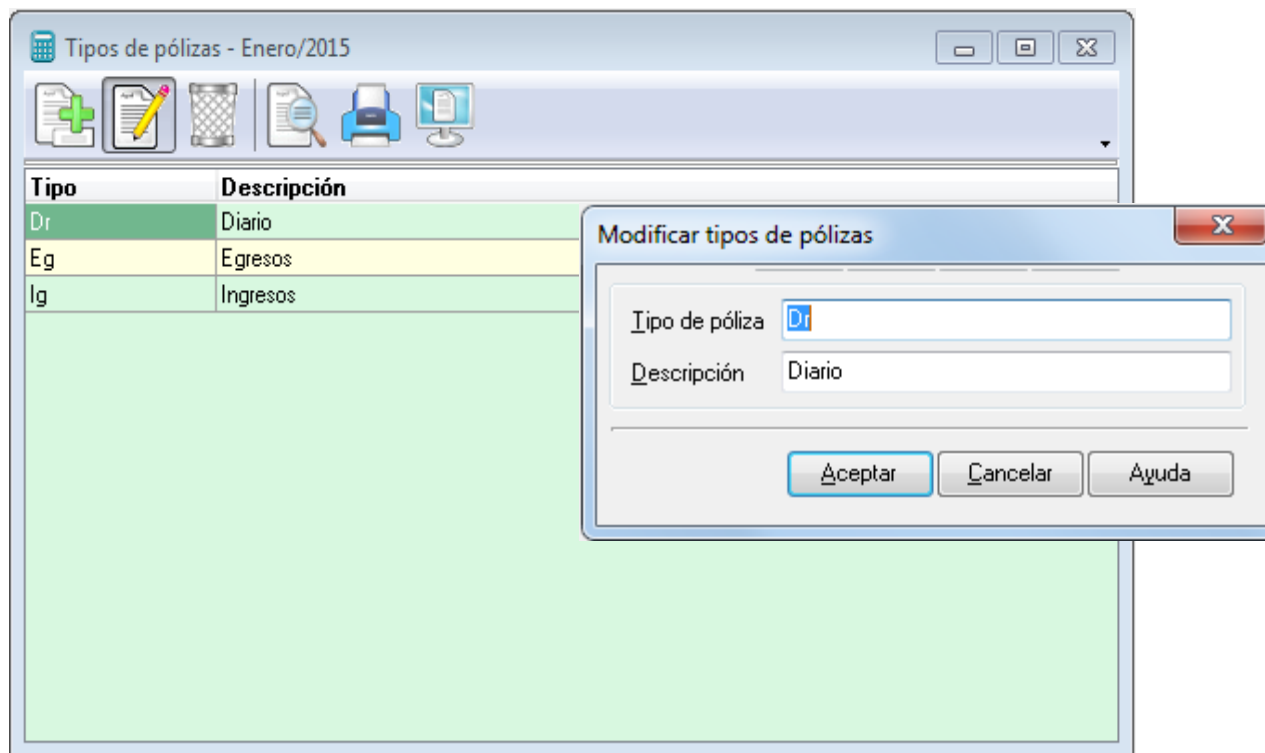 Tipos de pólizas - Enero/2015
Tipo Descripción
Dr Diario
Eg Egresos
Ig Ingresos
Modificar tipos de pólizas
Tipo de póliza Dr
Descripción Diario
Aceptar Cancelar Ayuda